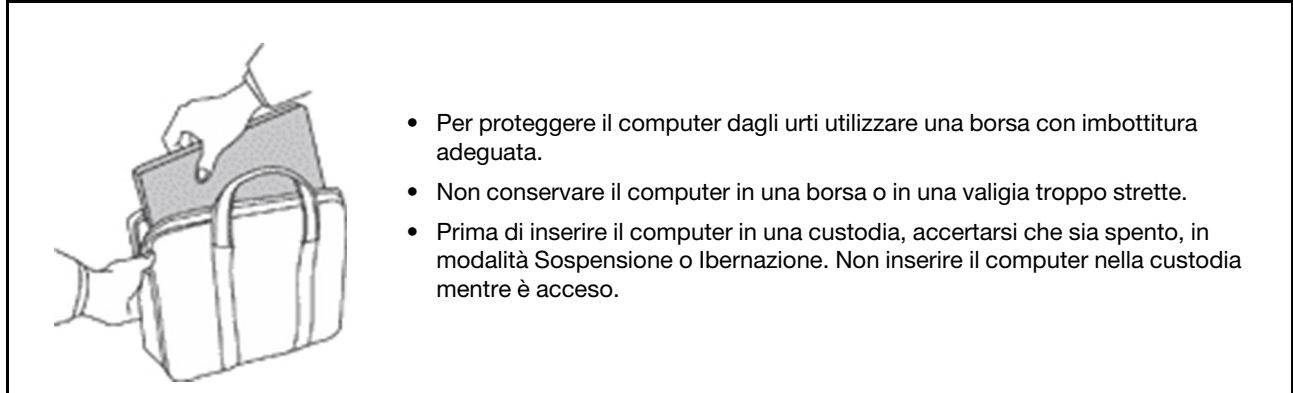 • Per proteggere il computer dagli urti utilizzare una borsa con imbottitura
adeguata.
• Non conservare il computer in una borsa o in una valigia troppo strette.
• Prima di inserire il computer in una custodia, accertarsi che sia spento, in
modalità Sospensione o Ibernazione. Non inserire il computer nella custodia
mentre è acceso.